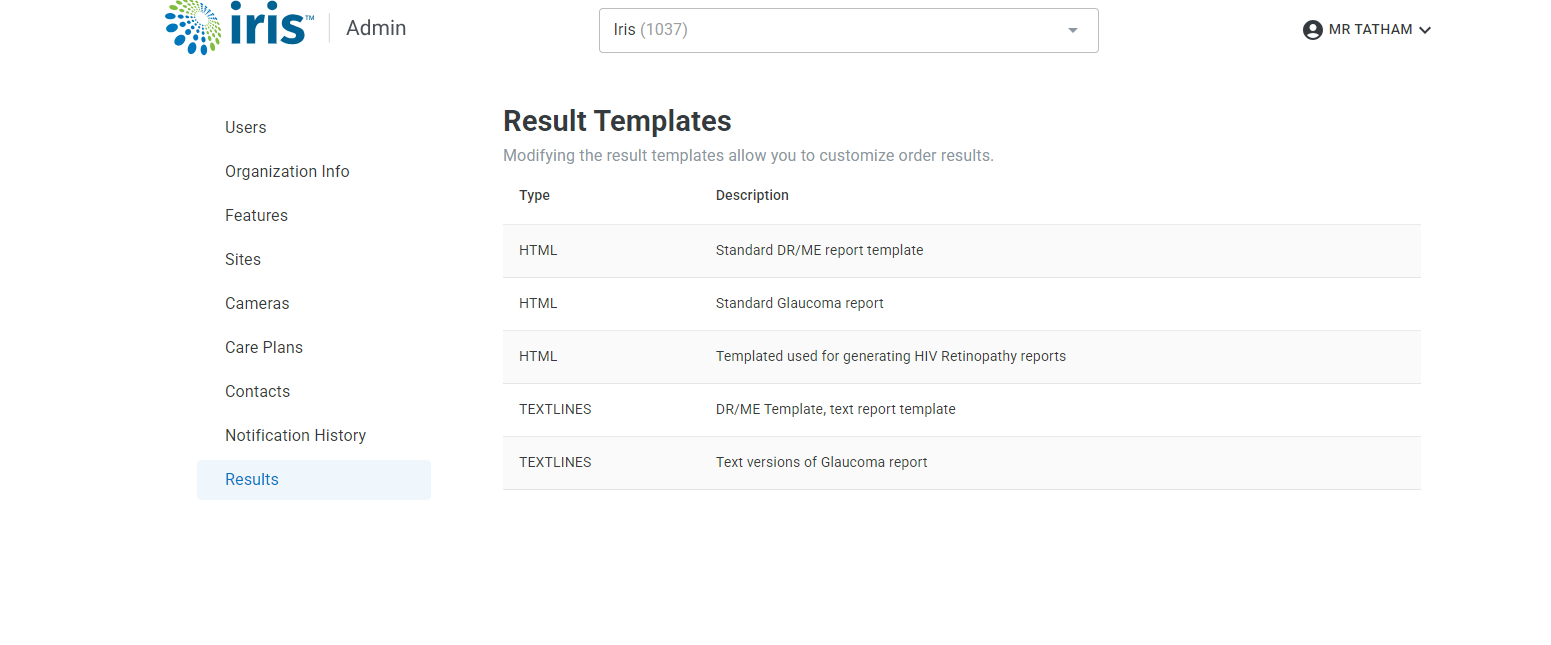 iris™ Admin
Iris (1037)
MR TATHAM
Users
Organization Info
Features
Sites
Cameras
Care Plans
Contacts
Notification History
Results
Result Templates
Modifying the result templates allow you to customize order results.
Type Description
HTML Standard DR/ME report template
HTML Standard Glaucoma report
HTML Templated used for generating HIV Retinopathy reports
TEXTLINES DR/ME Template, text report template
TEXTLINES Text versions of Glaucoma report